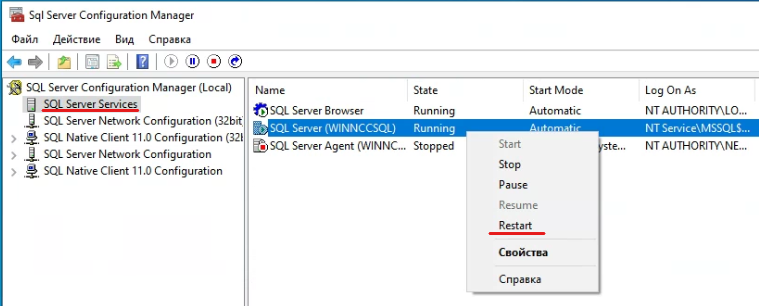 Sql Server Configuration Manager
Файл Действие Вид Справка
SQL Server Configuration Manager (Local)
SQL Server Services
SQL Server Network Configuration (32bit
SQL Native Client 11.0 Configuration (32l
SQL Server Network Configuration
SQL Native Client 11.0 Configuration
Name State Start Mode Log On As
SQL Server Browser Running Automatic NT AUTHORITY\LO...
SQL Server (WINNCCSQL) Running Automatic NT Service\MSSQL$...
SQL Server Agent (WINNC... Stopped yste... NT AUTHORITY\NE...
Start
Stop
Pause
Resume
Restart
Свойства
Справка